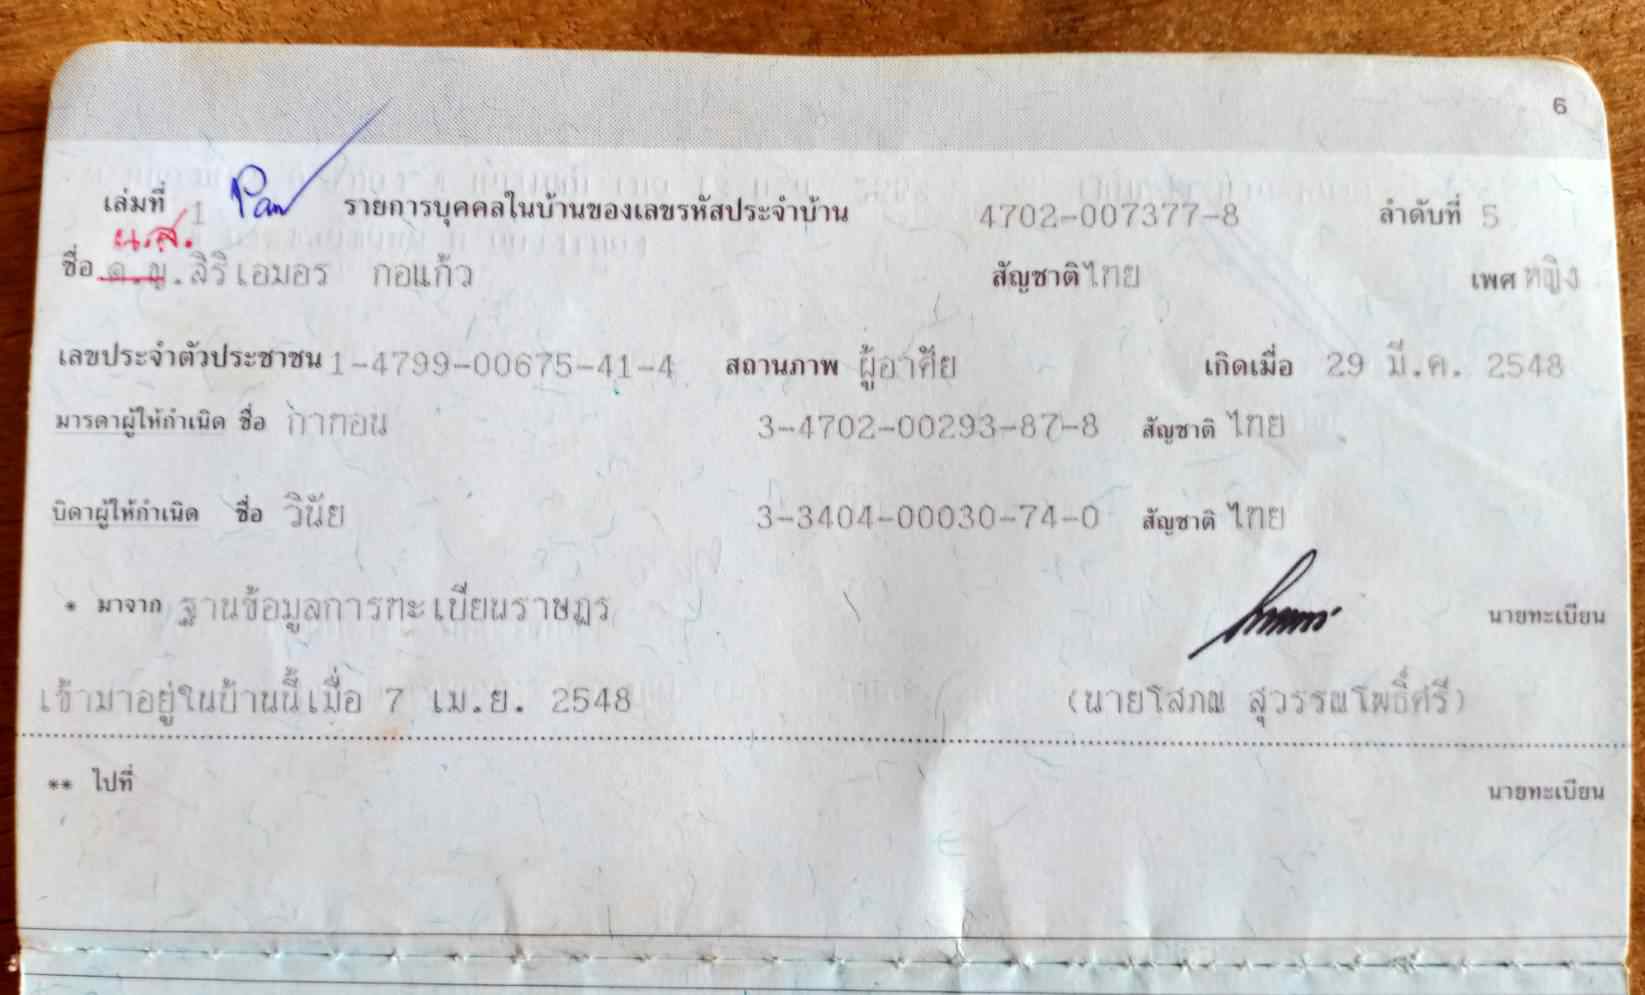 6
เล่มที่ 1 Pan รายการบุคคลในบ้านของเลขรหัสประจำบ้าน 4702-007377-8 ลำดับที่ 5
น.ส.
ชื่อ ด.ญ.สิริเอมอร กอแก้ว สัญชาติ ไทย เพศ หญิง
เลขประจำตัวประชาชน 1-4799-00675-41-4 สถานภาพ ผู้อาศัย เกิดเมื่อ 29 มี.ค. 2548
มารดาผู้ให้กำเนิด ชื่อ กาทอน 3-4702-00293-87-8 สัญชาติ ไทย
บิดาผู้ให้กำเนิด ชื่อ วินัย 3-3404-00030-74-0 สัญชาติ ไทย
* มาจาก ฐานข้อมูลการทะเบียนราษฎร นายทะเบียน
เข้ามาอยู่ในบ้านนี้เมื่อ 7 เม.ย. 2548 (นายโสภณ สุวรรณโพธิ์ศรี)
** ไปที่ นายทะเบียน